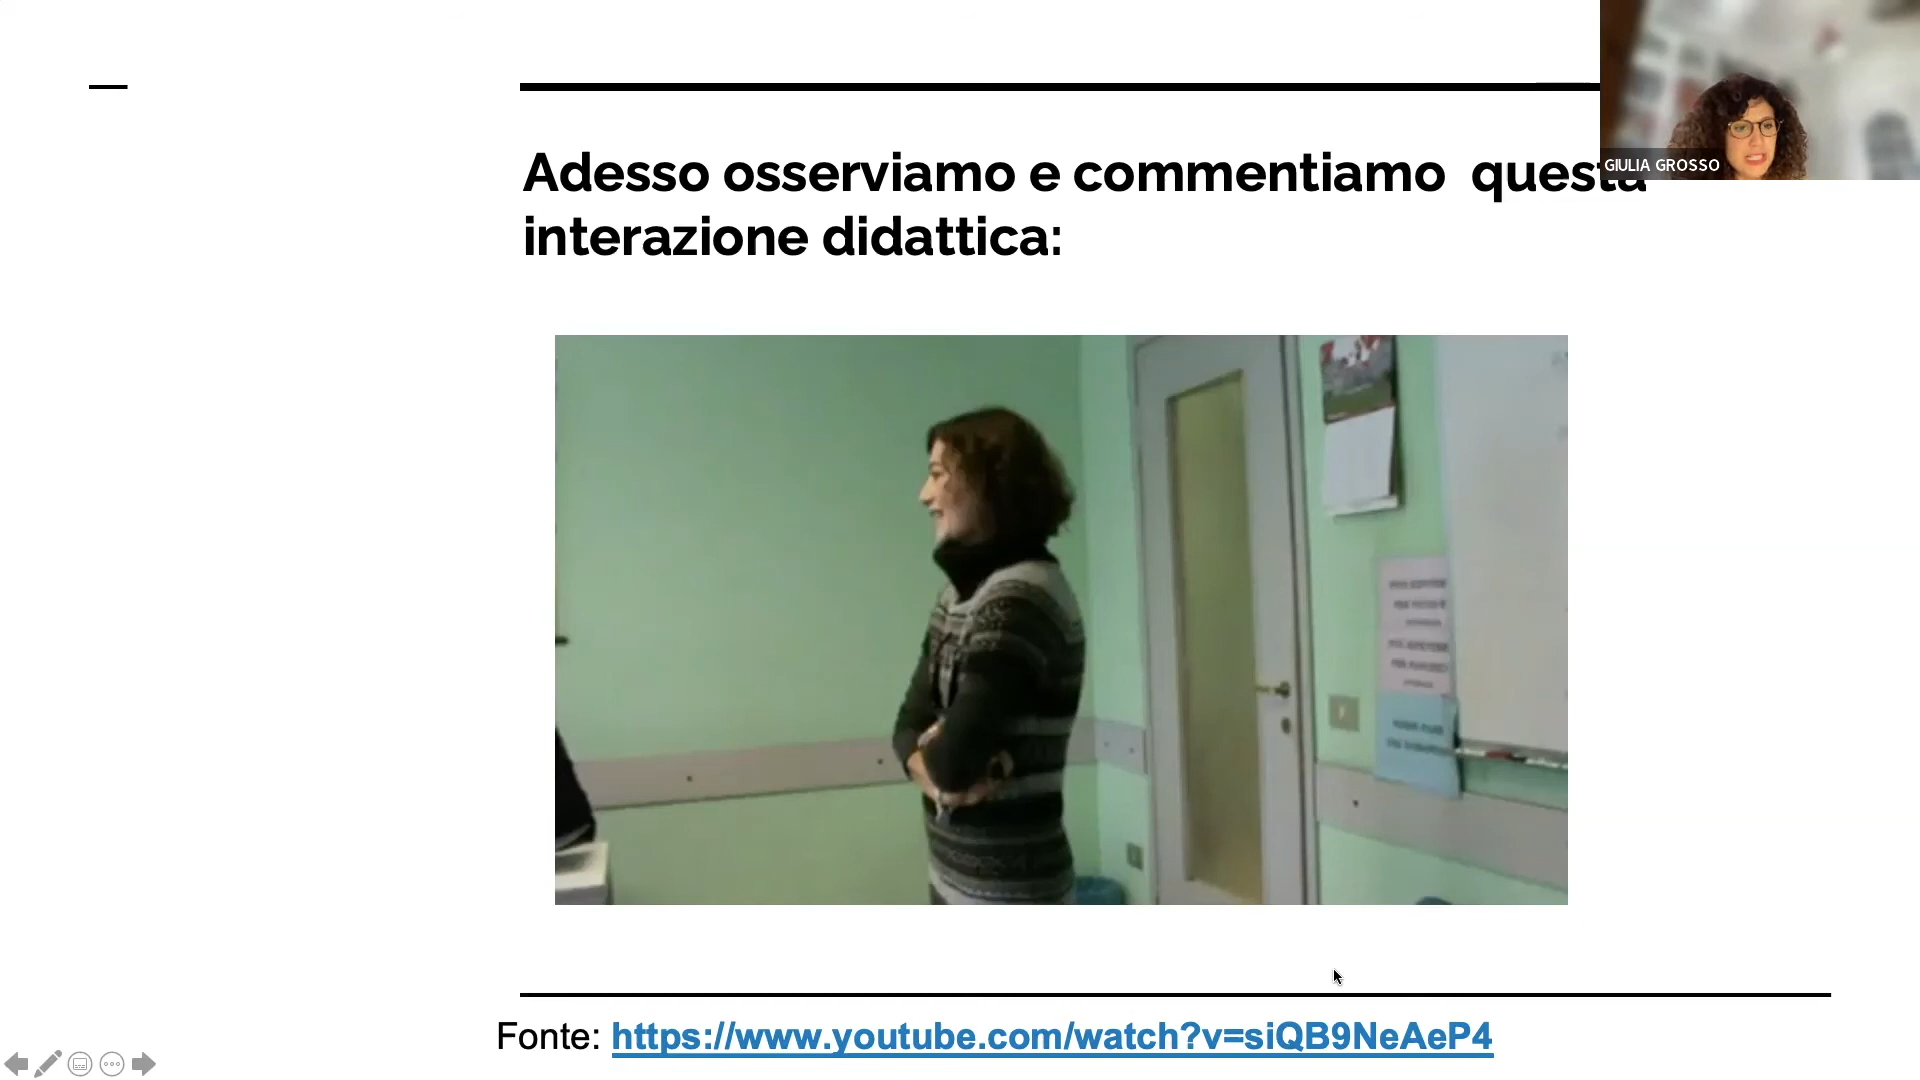 Adesso osserviamo e commentiamo questa
interazione didattica:
GIULIA GROSSO
Fonte: https://www.youtube.com/watch?v=siQB9NeAeP4